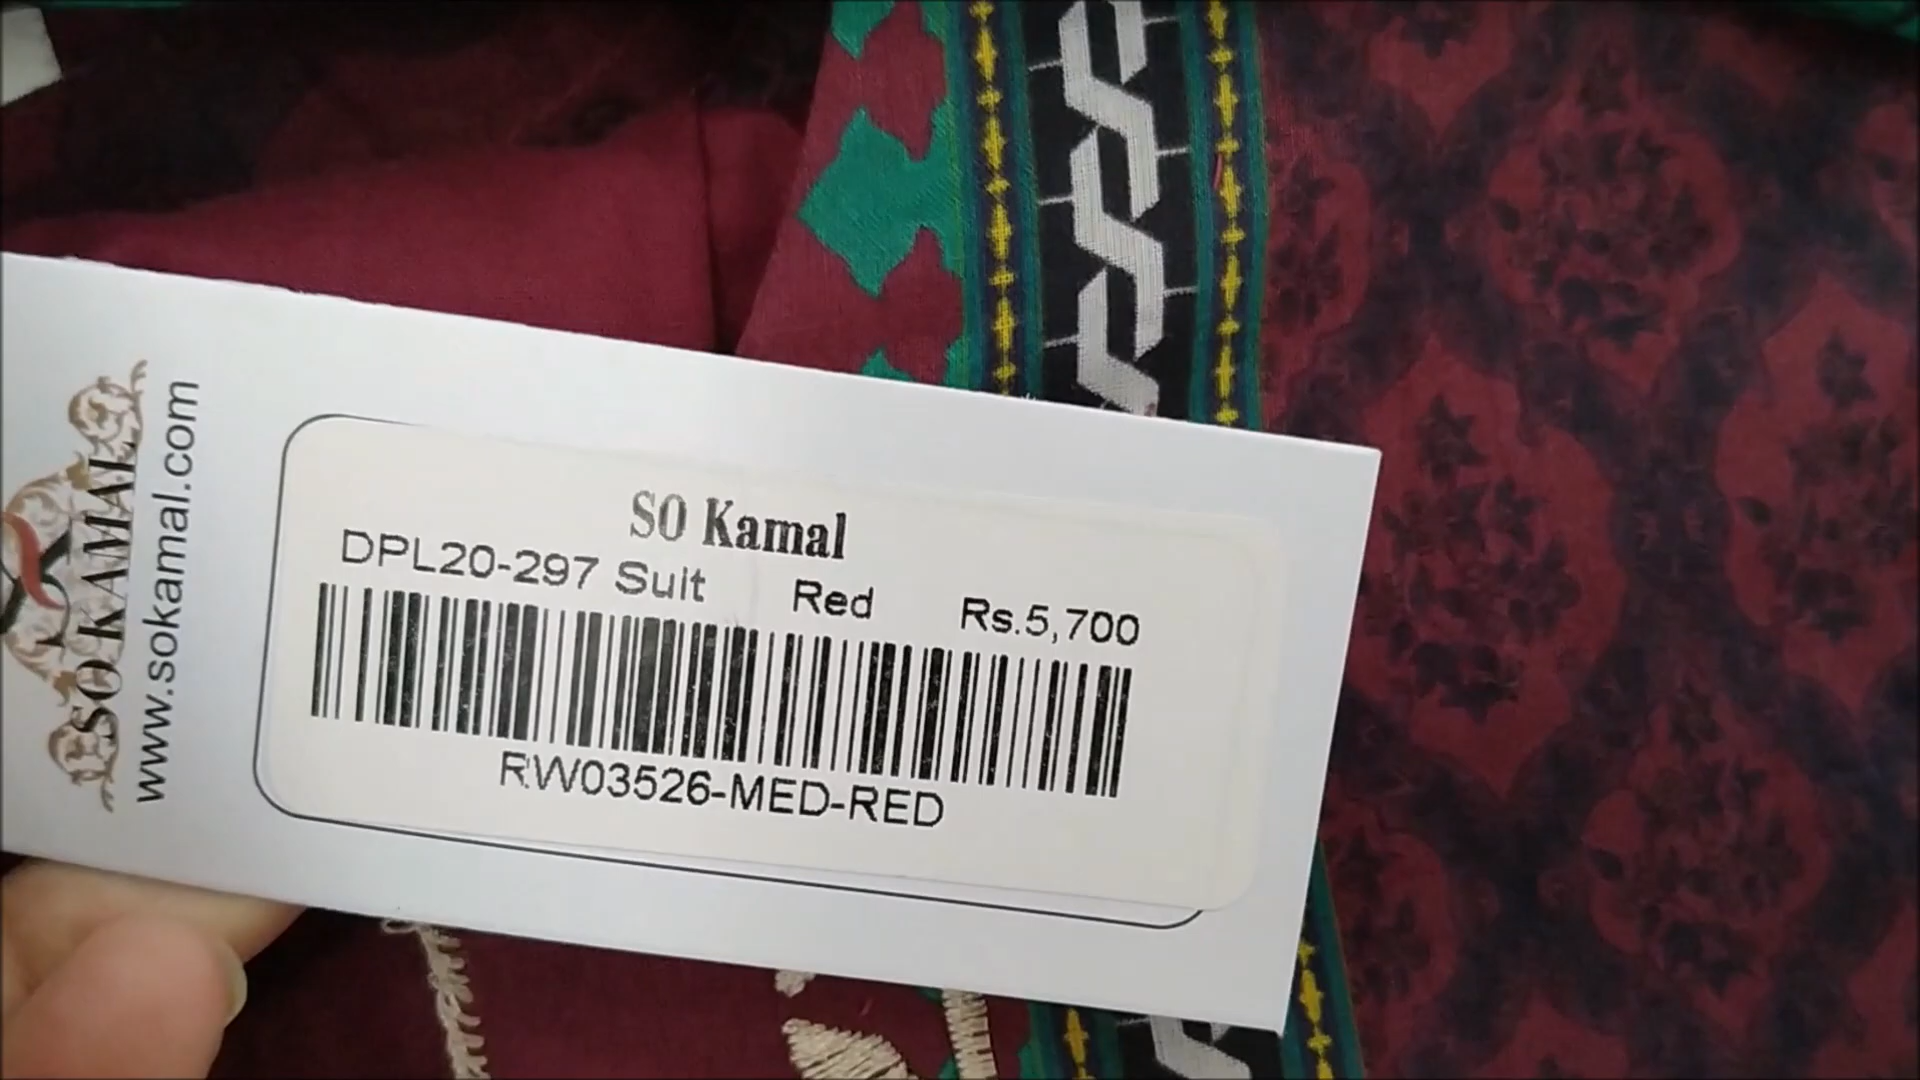 SO KAMAL
www.sokamal.com
SO Kamal
DPL20-297 Suit Red Rs.5,700
RW03526-MED-RED